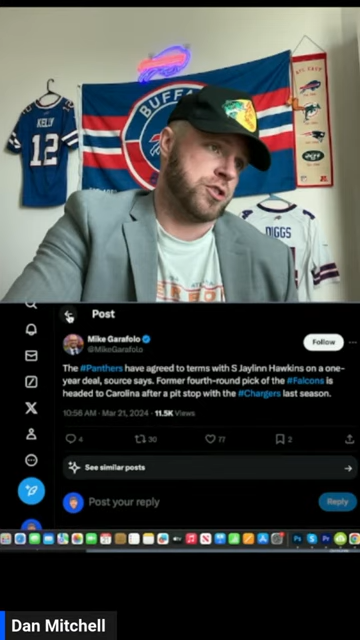 BUFFA
KELLY
12
DIGGS
Post
Mike Garafolo
@MikeGarafolo
Follow
The #Panthers have agreed to terms with S Jaylinn Hawkins on a one-
year deal, source says. Former fourth-round pick of the #Falcons is
headed to Carolina after a pit stop with the #Chargers last season.
10:56 AM · Mar 21, 2024 · 11.5K Views
4 30 77 2
See similar posts
Post your reply
Reply
Dan Mitchell